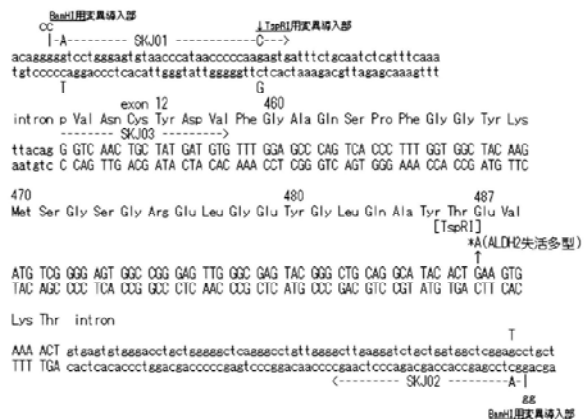 BamHI用変異導入部
CC ↓TspRI用変異導入部
|-A--------- SKJ01 -----------C--->
acagggggtcctgggagtgtaacccataacccccaagagtgatttctgcaatctcgtttcaaa
tgtcccccaggaccctcacattgggtattgggggttctcactaaagacgttagagcaaagttt
T G
exon 12 460
intron p Val Asn Cys Tyr Asp Val Phe Gly Ala Gln Ser Pro Phe Gly Gly Tyr Lys
------- SKJ03 ----------->
ttacag G GTC AAC TGC TAT GAT GTG TTT GGA GCC CAG TCA CCC TTT GGT GGC TAC AAG
aatgtc C CAG TTG ACG ATA CTA CAC AAA CCT CGG GTC AGT GGG AAA CCA CCG ATG TTC
470 480 487
Met Ser Gly Ser Gly Arg Glu Leu Gly Glu Tyr Gly Leu Gln Ala Tyr Thr Glu Val
[TspRI]
*A(ALDH2失活多型)
↑
ATG TCG GGG AGT GGC CGG GAG TTG GGC GAG TAC GGG CTG CAG GCA TAC ACT GAA GTG
TAC AGC CCC TCA CCG GCC CTC AAC CCG CTC ATG CCC GAC GTC CGT ATG TGA CTT CAC
Lys Thr intron
T
AAA ACT gtgagtgtgggacctgctgggggctcagggcctgttggggcttgagggtctgctggtggctcggagcctgct
TTT TGA cactcacaccctggacgacccccgagtcccggacaaccccgaactcccagacgaccaccgagcctcggacga
<-------- SKJ02 ---------A-|
gg
BamHI用変異導入部